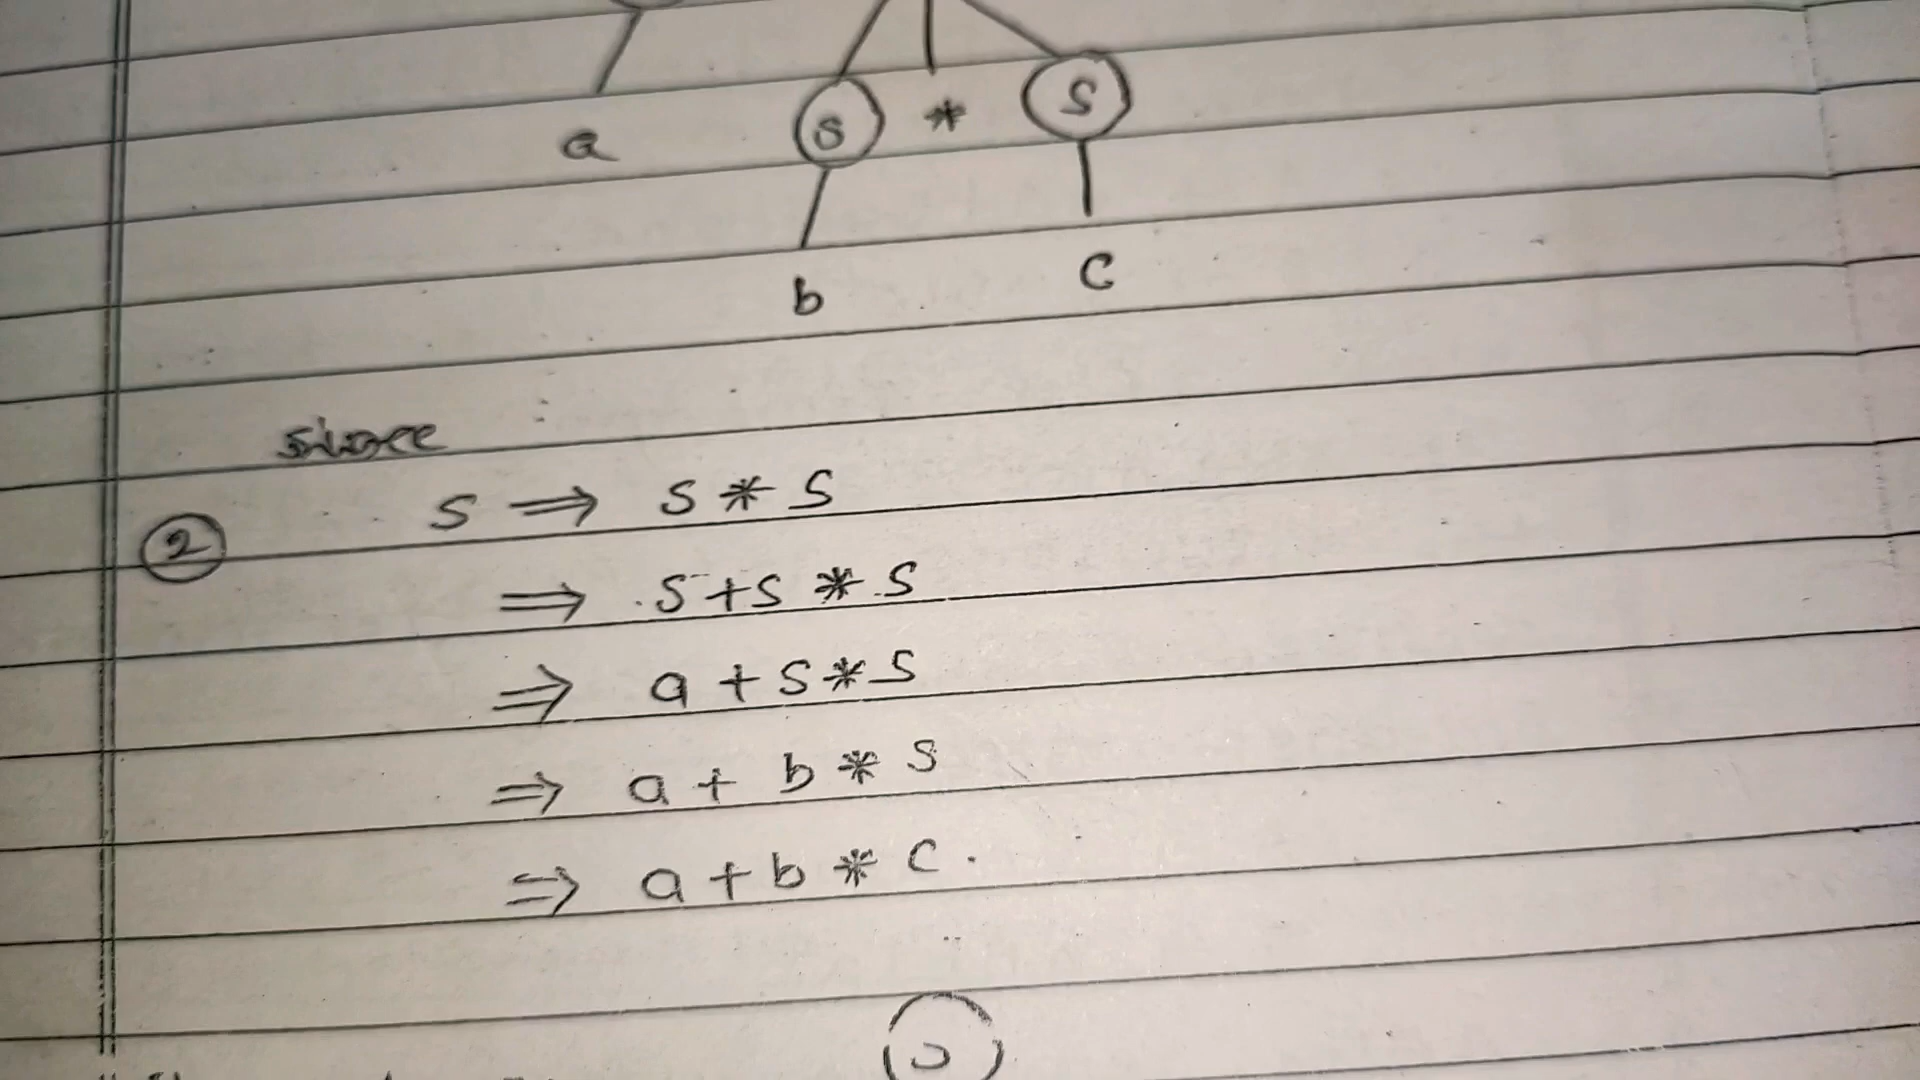 a S * S
b C
since
② S ⇒ S * S
⇒ S + S * S
⇒ a + S * S
⇒ a + b * S
⇒ a + b * C.